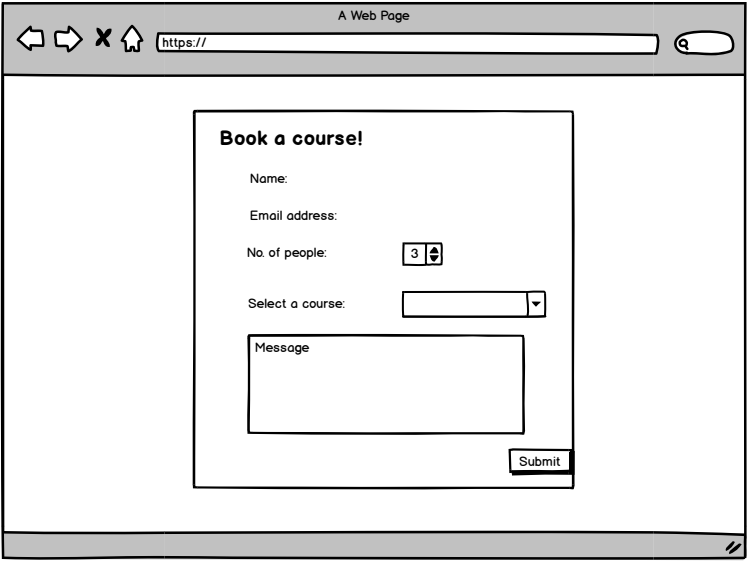 A Web Page
https://
Book a course!
Name:
Email address:
No. of people:
3
Select a course:
Message
Submit